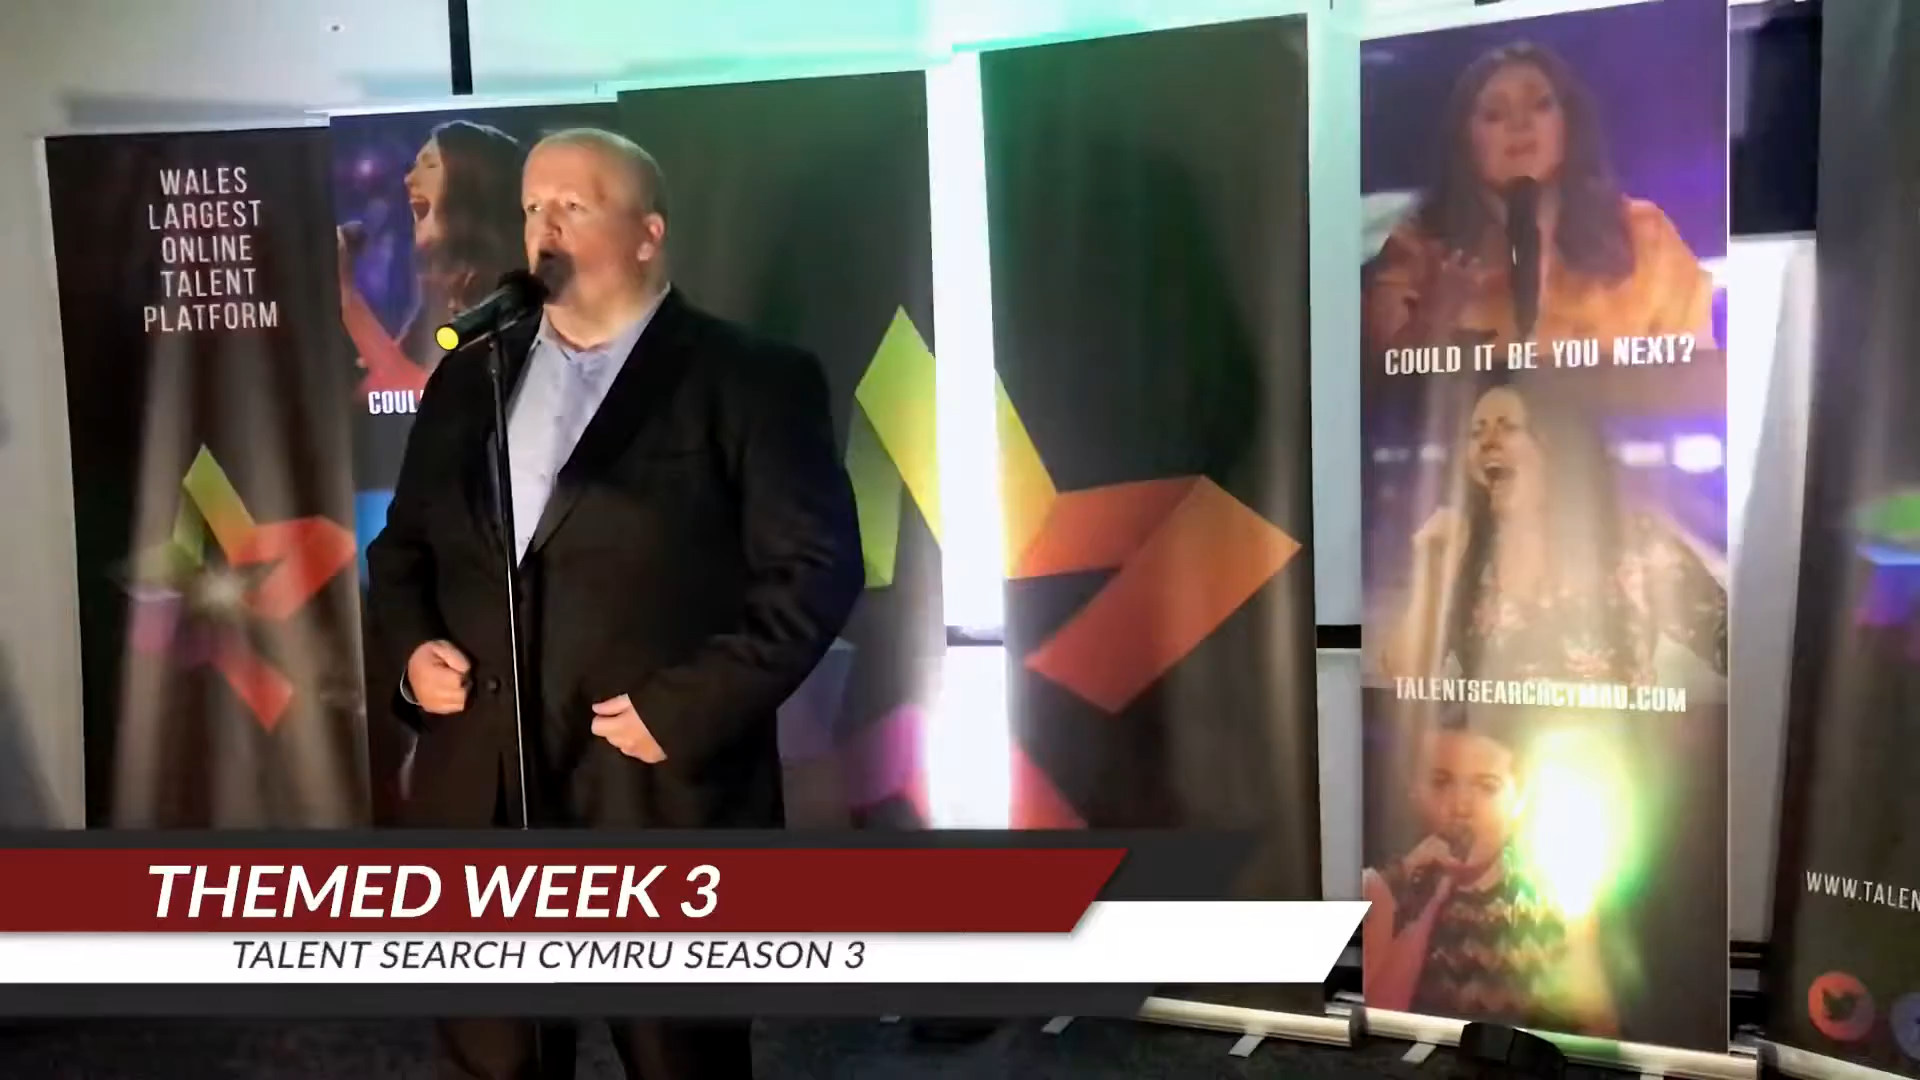 WALES
LARGEST
ONLINE
TALENT
PLATFORM
COUL
COULD IT BE YOU NEXT?
TALENTSEARCHCYMRU.COM
WWW.TALEN
THEMED WEEK 3
TALENT SEARCH CYMRU SEASON 3